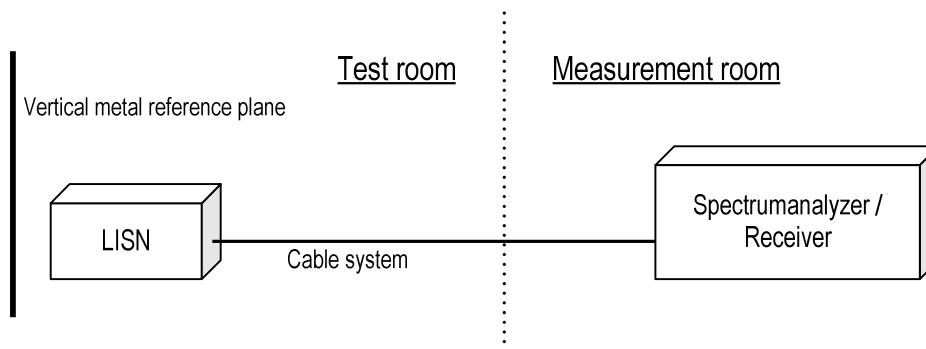 Test room
Measurement room
Vertical metal reference plane
LISN
Cable system
Spectrumanalyzer /
Receiver